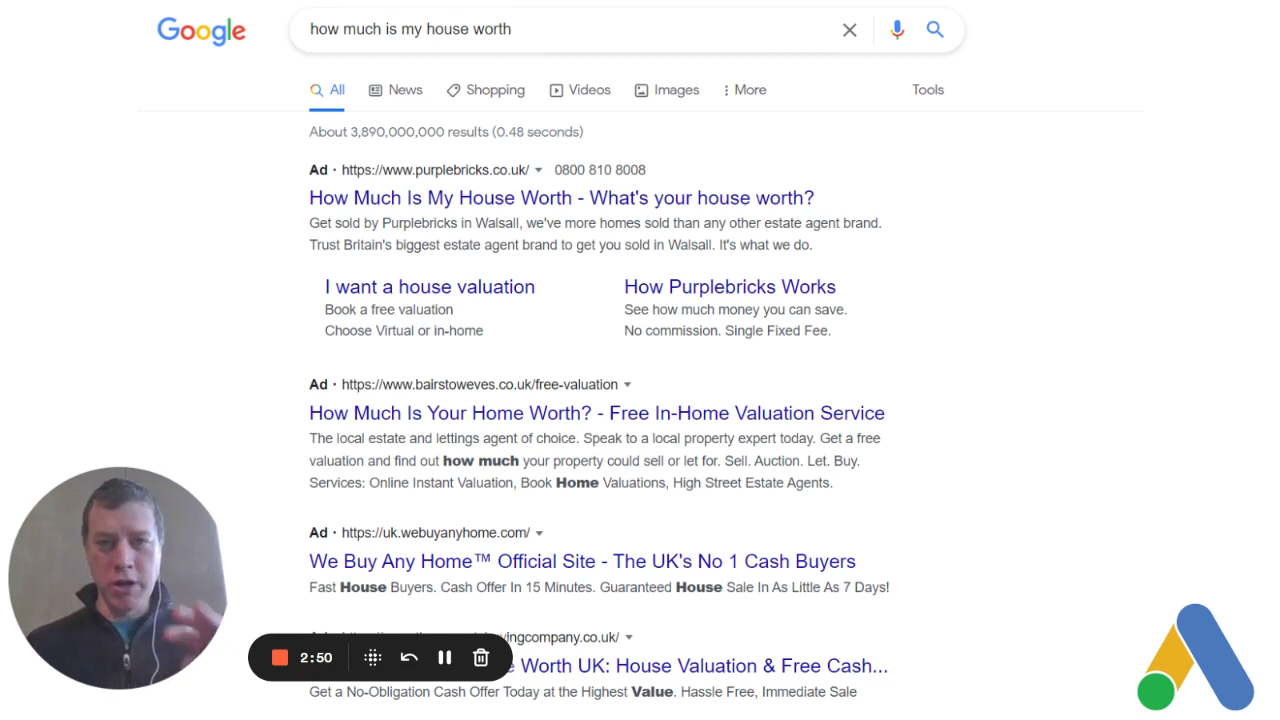 Google
how much is my house worth
All News Shopping Videos Images More Tools
About 3,890,000,000 results (0.48 seconds)
Ad · https://www.purplebricks.co.uk/ 0800 810 8008
How Much Is My House Worth - What's your house worth?
Get sold by Purplebricks in Walsall, we've more homes sold than any other estate agent brand.
Trust Britain's biggest estate agent brand to get you sold in Walsall. It's what we do.
I want a house valuation
Book a free valuation
Choose Virtual or in-home
How Purplebricks Works
See how much money you can save.
No commission. Single Fixed Fee.
Ad · https://www.bairstoweves.co.uk/free-valuation
How Much Is Your Home Worth? - Free In-Home Valuation Service
The local estate and lettings agent of choice. Speak to a local property expert today. Get a free
valuation and find out how much your property could sell or let for. Sell. Auction. Let. Buy.
Services: Online Instant Valuation, Book Home Valuations, High Street Estate Agents.
Ad · https://uk.webuyanyhome.com/
We Buy Any Home™ Official Site - The UK's No 1 Cash Buyers
Fast House Buyers. Cash Offer In 15 Minutes. Guaranteed House Sale In As Little As 7 Days!
yingcompany.co.uk/
2:50
Worth UK: House Valuation & Free Cash...
Get a No-Obligation Cash Offer Today at the Highest Value. Hassle Free, Immediate Sale